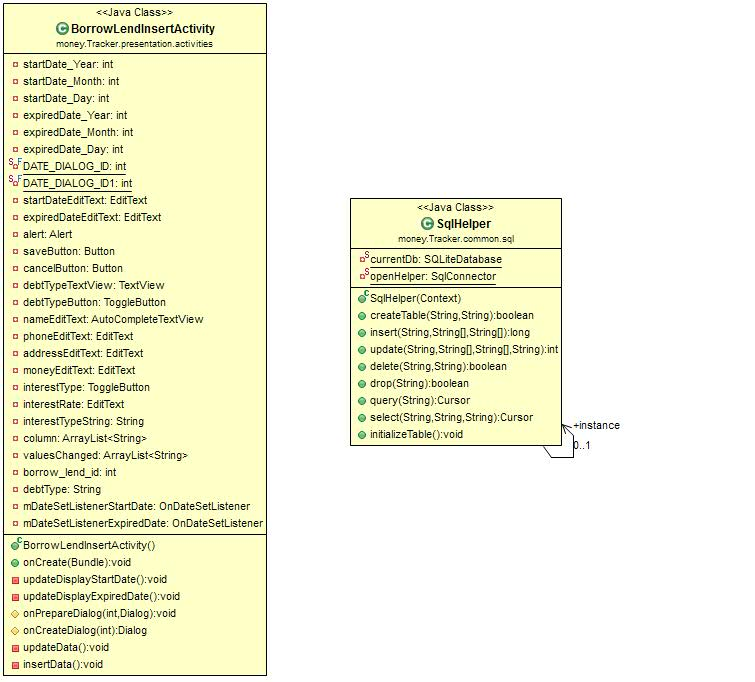 <<Java Class>>
BorrowLendInsertActivity
money.Tracker.presentation.activities
startDate_Year: int
startDate_Month: int
startDate_Day: int
expiredDate_Year: int
expiredDate_Month: int
expiredDate_Day: int
DATE_DIALOG_ID: int
DATE_DIALOG_ID1: int
startDateEditText: EditText
expiredDateEditText: EditText
alert: Alert
saveButton: Button
cancelButton: Button
debtTypeTextView: TextView
debtTypeButton: ToggleButton
nameEditText: AutoCompleteTextView
phoneEditText: EditText
addressEditText: EditText
moneyEditText: EditText
interestType: ToggleButton
interestRate: EditText
interestTypeString: String
column: ArrayList<String>
valuesChanged: ArrayList<String>
borrow_lend_id: int
debtType: String
mDateSetListenerStartDate: OnDateSetListener
mDateSetListenerExpiredDate: OnDateSetListener
BorrowLendInsertActivity()
onCreate(Bundle):void
updateDisplayStartDate():void
updateDisplayExpiredDate():void
onPrepareDialog(int,Dialog):void
onCreateDialog(int):Dialog
updateData():void
insertData():void
<<Java Class>>
SqlHelper
money.Tracker.common.sql
currentDb: SQLiteDatabase
openHelper: SqlConnector
SqlHelper(Context)
createTable(String,String):boolean
insert(String,String[],String[]):long
update(String,String[],String[],String):int
delete(String,String):boolean
drop(String):boolean
query(String):Cursor
select(String,String,String):Cursor
initializeTable():void
+instance
0..1